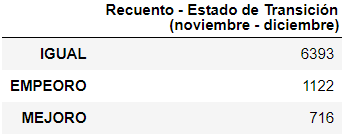 Recuento - Estado de Transición
(noviembre - diciembre)
IGUAL 6393
EMPEORO 1122
MEJORO 716